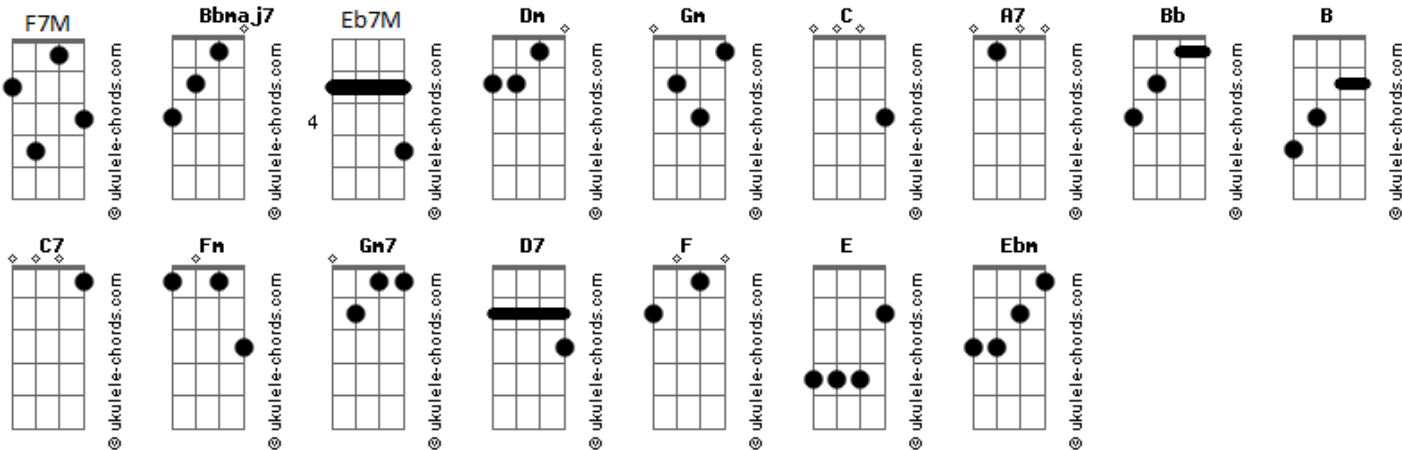 F7M Bbmaj7 Eb7M Dm Gm C A7 Bb B
4
© ukulele-chords.com © ukulele-chords.com © ukulele-chords.com © ukulele-chords.com © ukulele-chords.com © ukulele-chords.com © ukulele-chords.com © ukulele-chords.com © ukulele-chords.com
C7 Fm Gm7 D7 F E Ebm
© ukulele-chords.com © ukulele-chords.com © ukulele-chords.com © ukulele-chords.com © ukulele-chords.com © ukulele-chords.com © ukulele-chords.com